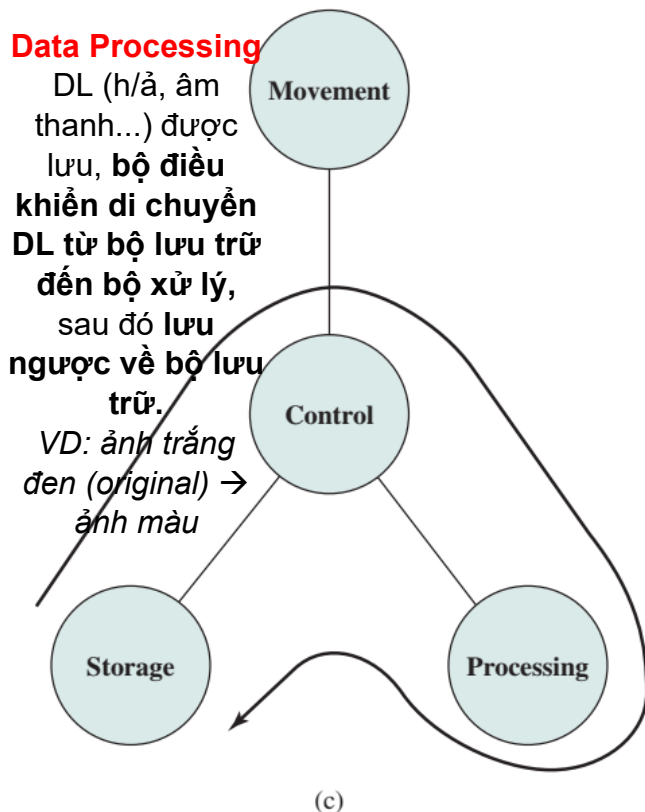 Data Processing
DL (h/ả, âm
thanh...) được
lưu, bộ điều
khiển di chuyển
DL từ bộ lưu trữ
đến bộ xử lý,
sau đó lưu
ngược về bộ lưu
trữ.
VD: ảnh trắng
đen (original) →
ảnh màu
Movement
Control
Storage
Processing
(c)